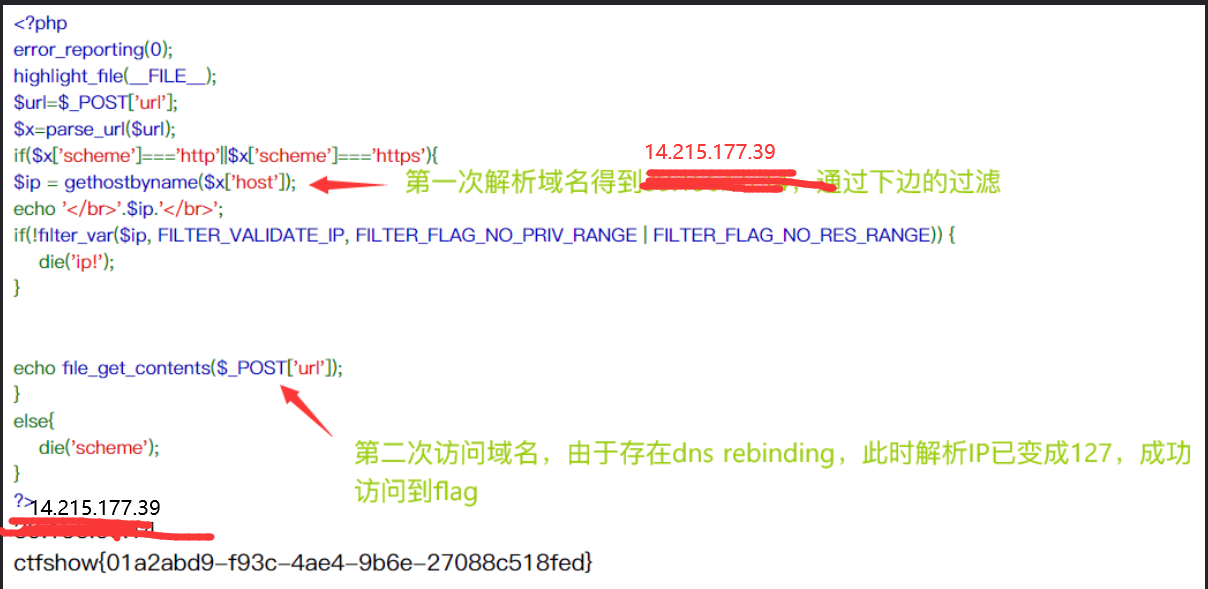 <?php
error_reporting(0);
highlight_file(__FILE__);
$url=$_POST['url'];
$x=parse_url($url);
if($x['scheme']==='http'||$x['scheme']==='https'){
14.215.177.39
$ip = gethostbyname($x['host']);
第一次解析域名得到
，通过下边的过滤
echo '</br>'.$ip.'</br>';
if(!filter_var($ip, FILTER_VALIDATE_IP, FILTER_FLAG_NO_PRIV_RANGE | FILTER_FLAG_NO_RES_RANGE)) {
die('ip!');
}
echo file_get_contents($_POST['url']);
}
else{
die('scheme');
}
第二次访问域名，由于存在dns rebinding，此时解析IP已变成127，成功
访问到flag
?>
14.215.177.39
ctfshow{01a2abd9-f93c-4ae4-9b6e-27088c518fed}